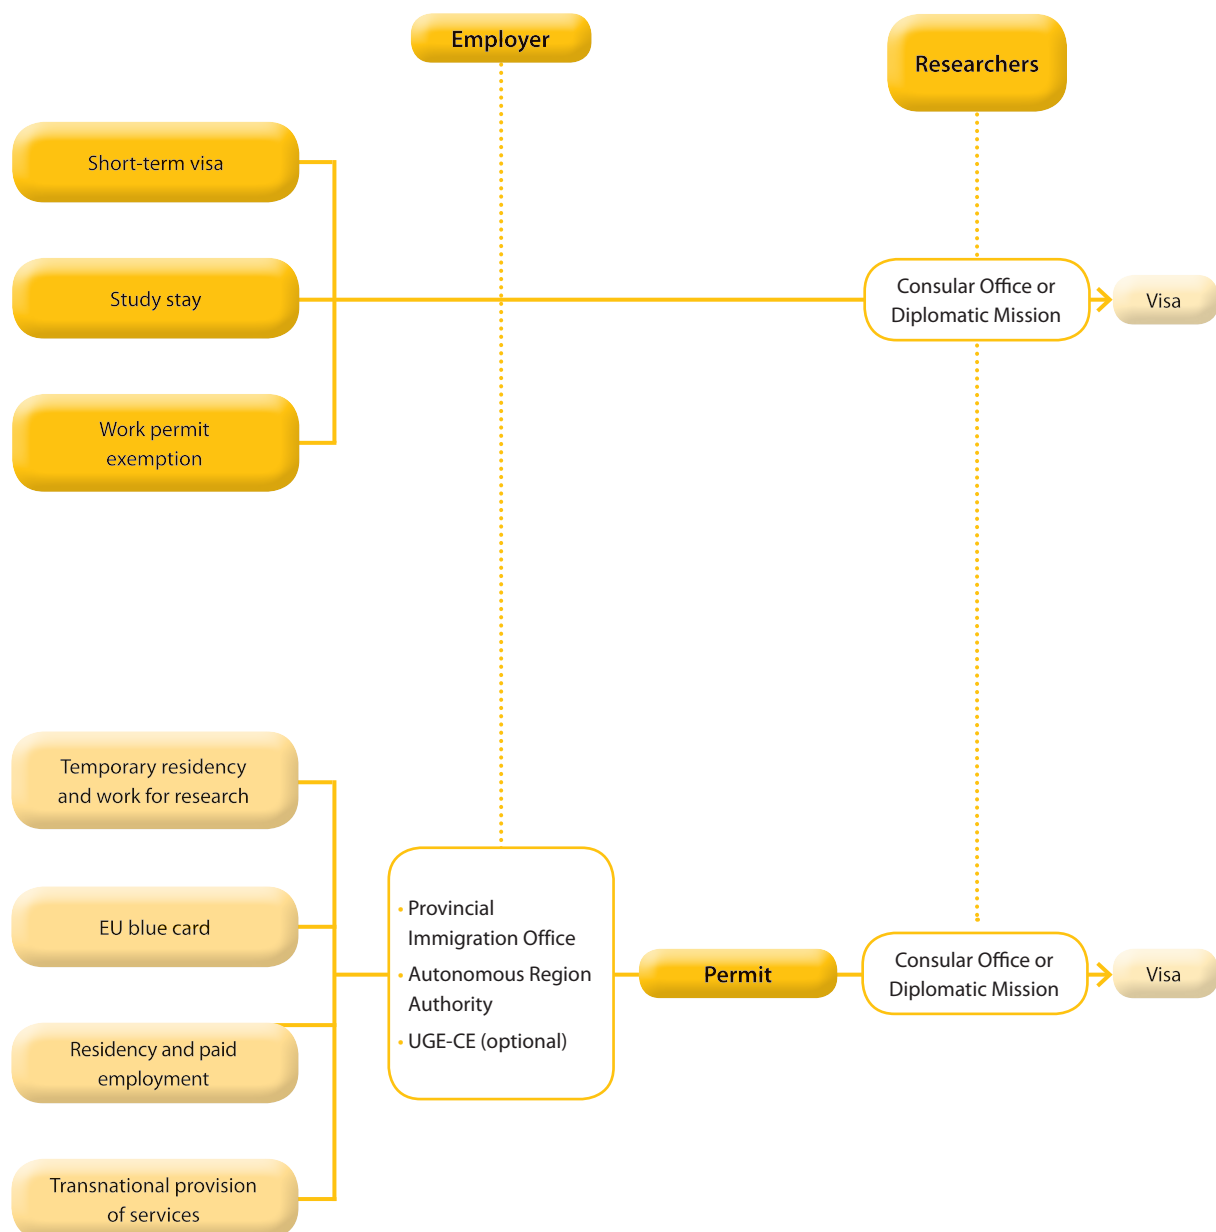 Employer
Researchers
Short-term visa
Study stay
Work permit
exemption
Consular Office or
Diplomatic Mission
Visa
Temporary residency
and work for research
EU blue card
Residency and paid
employment
Transnational provision
of services
• Provincial
Immigration Office
• Autonomous Region
Authority
• UGE-CE (optional)
Permit
Consular Office or
Diplomatic Mission
Visa